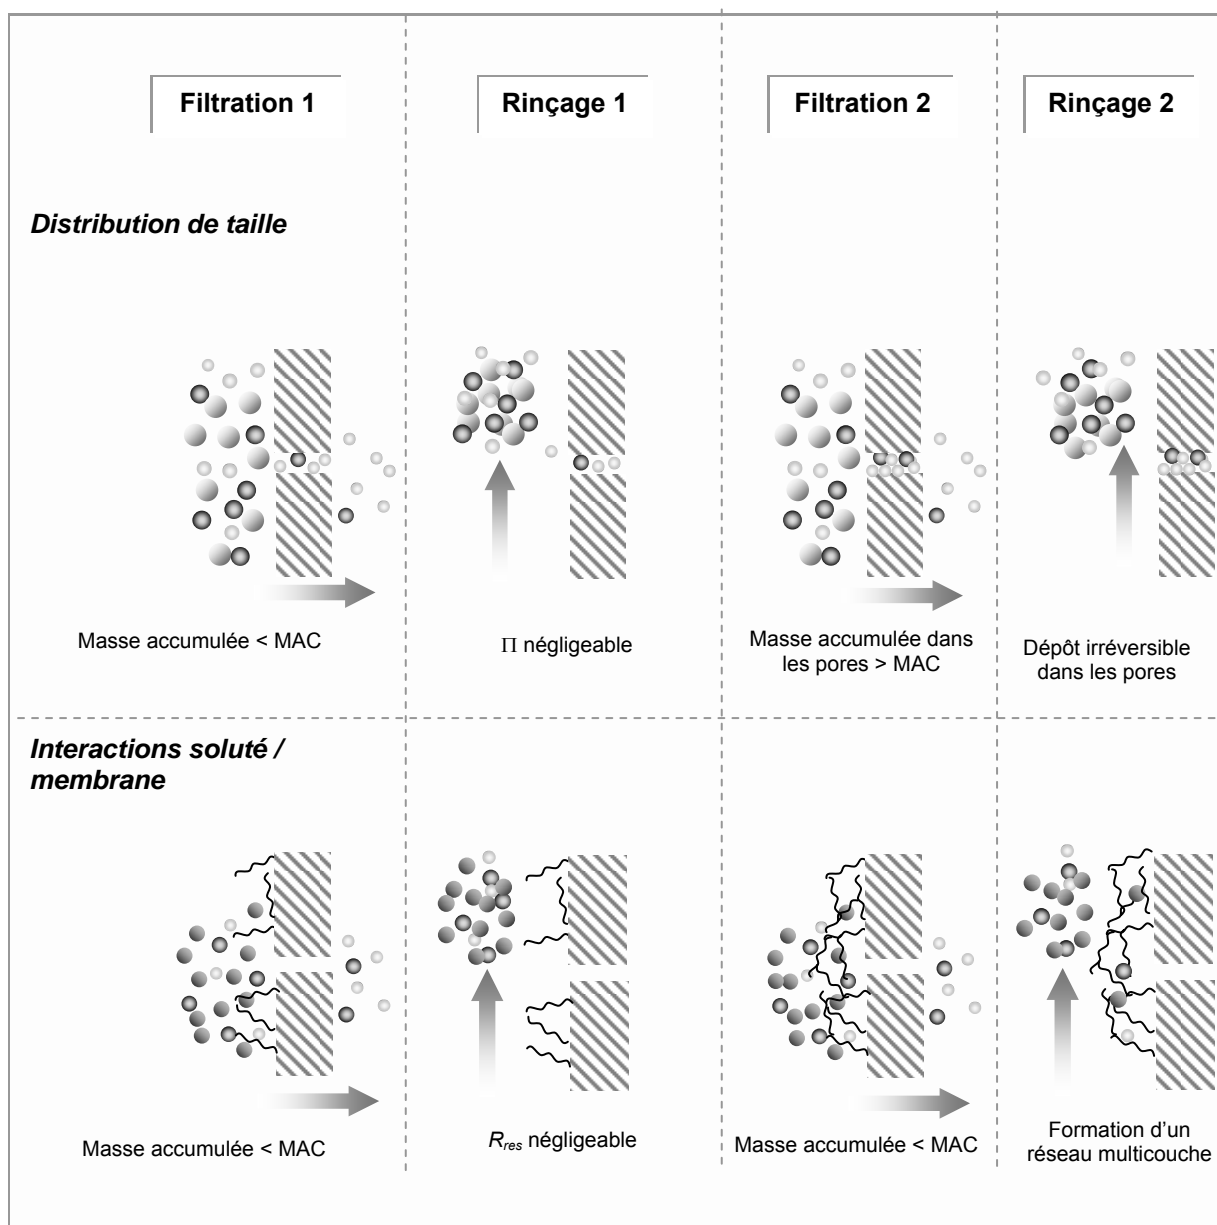 Filtration 1
Rinçage 1
Filtration 2
Rinçage 2
Distribution de taille
Masse accumulée < MAC
Π négligeable
Masse accumulée dans
les pores > MAC
Dépôt irréversible
dans les pores
Interactions soluté /
membrane
Masse accumulée < MAC
Rres négligeable
Masse accumulée < MAC
Formation d'un
réseau multicouche